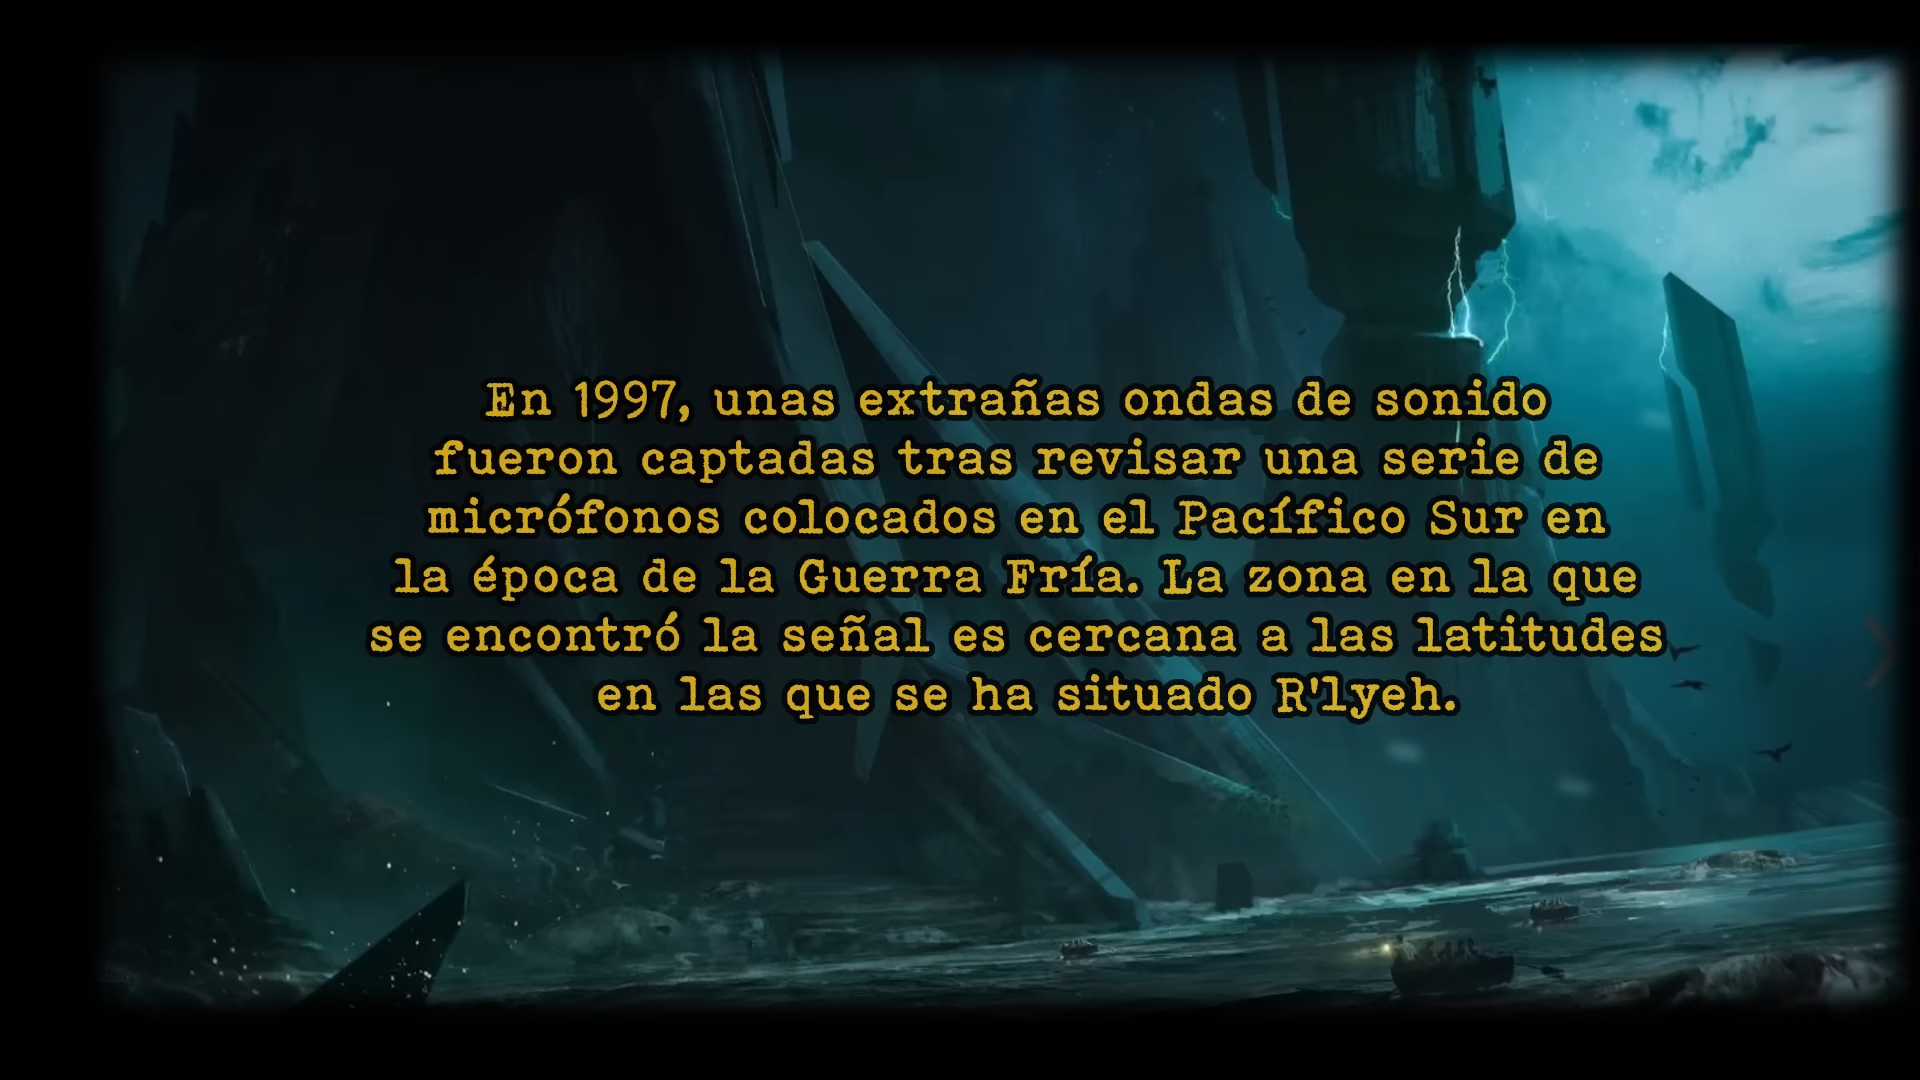 En 1997, unas extrañas ondas de sonido
fueron captadas tras revisar una serie de
micrófonos colocados en el Pacífico Sur en
la época de la Guerra Fría. La zona en la que
se encontró la señal es cercana a las latitudes
en las que se ha situado R'lyeh.